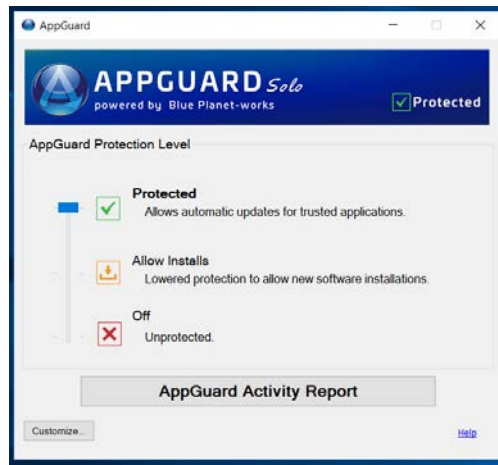 AppGuard
APPGUARD Solo
powered by Blue Planet-works
Protected
AppGuard Protection Level
Protected
Allows automatic updates for trusted applications.
Allow Installs
Lowered protection to allow new software installations.
Off
Unprotected.
AppGuard Activity Report
Customize...
Help